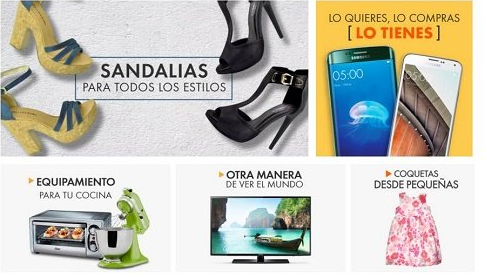 SANDALIAS
PARA TODOS LOS ESTILOS
LO QUIERES, LO COMPRAS
[ LO TIENES ]
05:00
EQUIPAMIENTO
PARA TU COCINA
OTRA MANERA
DE VER EL MUNDO
COQUETAS
DESDE PEQUEÑAS